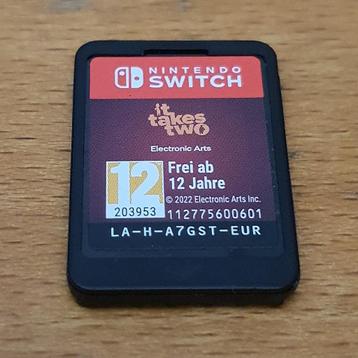 NINTENDO
SWITCH
it
takes
two
Electronic Arts
12
203953
Frei ab
12 Jahre
© 2022 Electronic Arts Inc.
112775600601
LA-H-A7GST-EUR